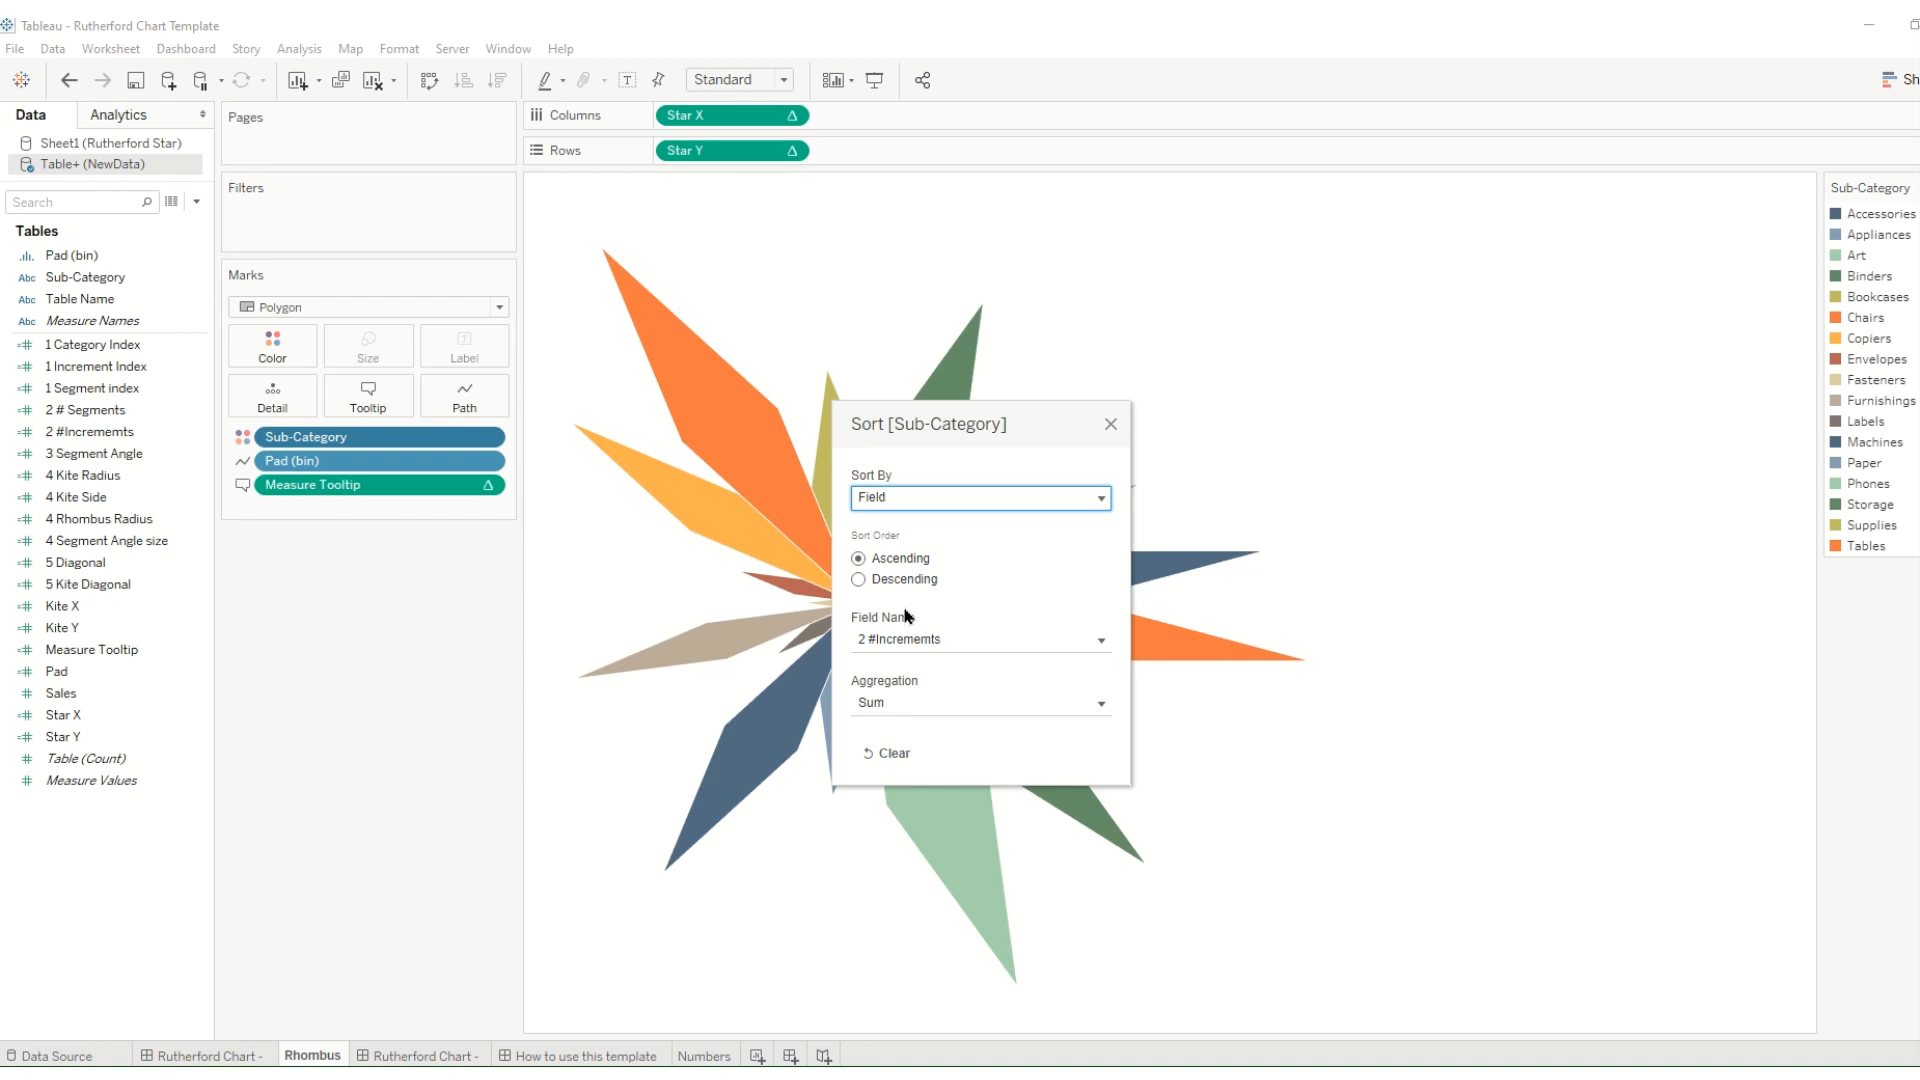 Tableau - Rutherford Chart Template
File Data Worksheet Dashboard Story Analysis Map Format Server Window Help
Standard
Sh
Data Analytics
Sheet1 (Rutherford Star)
Table+ (NewData)
Search
Tables
Pad (bin)
Abc Sub-Category
Abc Table Name
Abc Measure Names
1 Category Index
1 Increment Index
1 Segment index
2 # Segments
2 #Incrememts
3 Segment Angle
4 Kite Radius
4 Kite Side
4 Rhombus Radius
4 Segment Angle size
5 Diagonal
5 Kite Diagonal
Kite X
Kite Y
Measure Tooltip
Pad
Sales
Star X
Star Y
Table (Count)
Measure Values
Pages
Filters
Marks
Polygon
Color Size Label
Detail Tooltip Path
Sub-Category
Pad (bin)
Measure Tooltip
Columns Star X
Rows Star Y
Sort [Sub-Category]
Sort By
Field
Sort Order
Ascending
Descending
Field Nam
2 #Incrememts
Aggregation
Sum
Clear
Sub-Category
Accessories
Appliances
Art
Binders
Bookcases
Chairs
Copiers
Envelopes
Fasteners
Furnishings
Labels
Machines
Paper
Phones
Storage
Supplies
Tables
Data Source Rutherford Chart - Rhombus Rutherford Chart - How to use this template Numbers